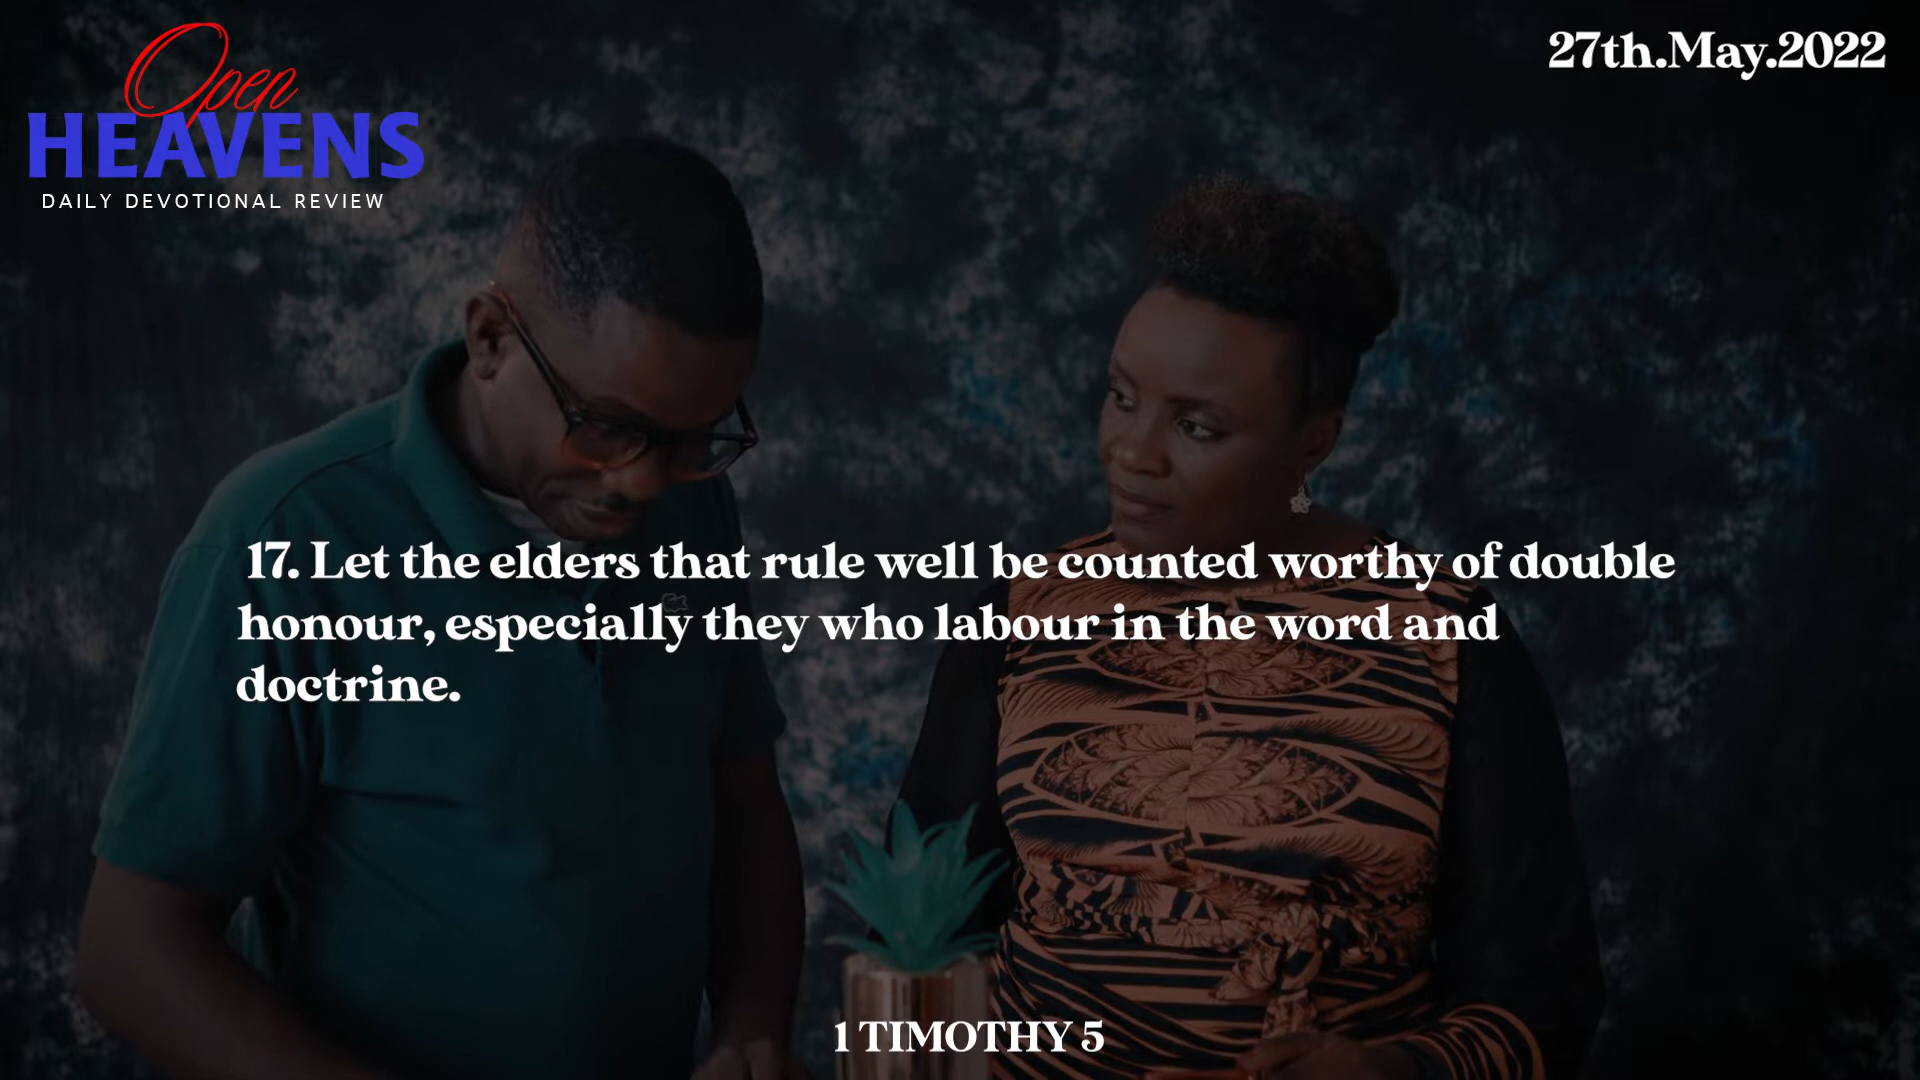 Open
HEAVENS
DAILY DEVOTIONAL REVIEW
27th.May.2022
17. Let the elders that rule well be counted worthy of double
honour, especially they who labour in the word and
doctrine.
1 TIMOTHY 5